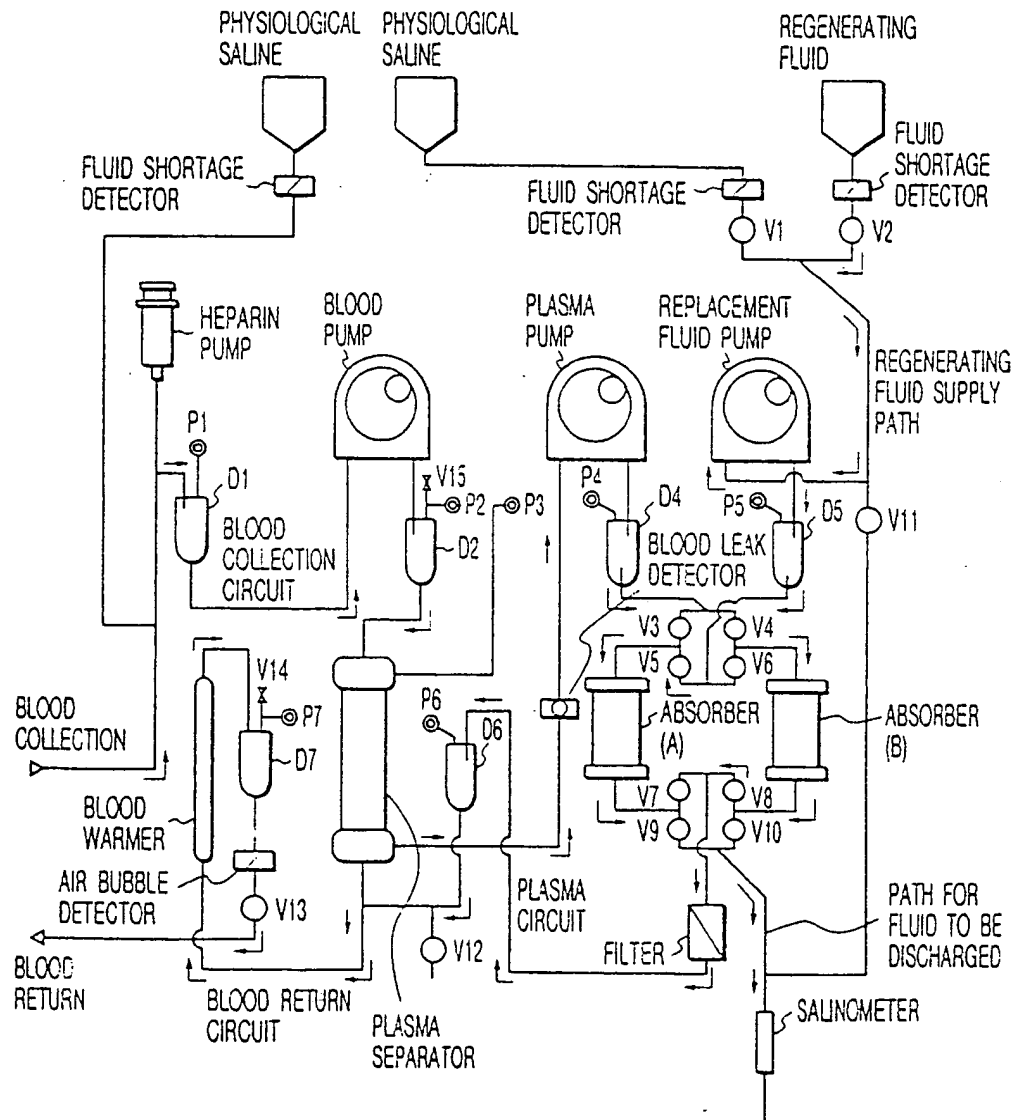 PHYSIOLOGICAL
SALINE
PHYSIOLOGICAL
SALINE
REGENERATING
FLUID
FLUID SHORTAGE
DETECTOR
FLUID SHORTAGE
DETECTOR
FLUID
SHORTAGE
DETECTOR
V1
V2
HEPARIN
PUMP
BLOOD
PUMP
PLASMA
PUMP
REPLACEMENT
FLUID PUMP
REGENERATING
FLUID SUPPLY
PATH
P1
D1
V15
P2
P3
P4
D4
P5
D5
V11
BLOOD
COLLECTION
CIRCUIT
D2
BLOOD LEAK
DETECTOR
V3
V4
V5
V6
V14
P7
D7
P6
D6
ABSORBER
(A)
ABSORBER
(B)
BLOOD
COLLECTION
BLOOD
WARMER
V7
V8
V9
V10
AIR BUBBLE
DETECTOR
V13
V12
PLASMA
CIRCUIT
FILTER
PATH FOR
FLUID TO BE
DISCHARGED
BLOOD
RETURN
BLOOD RETURN
CIRCUIT
PLASMA
SEPARATOR
SALINOMETER